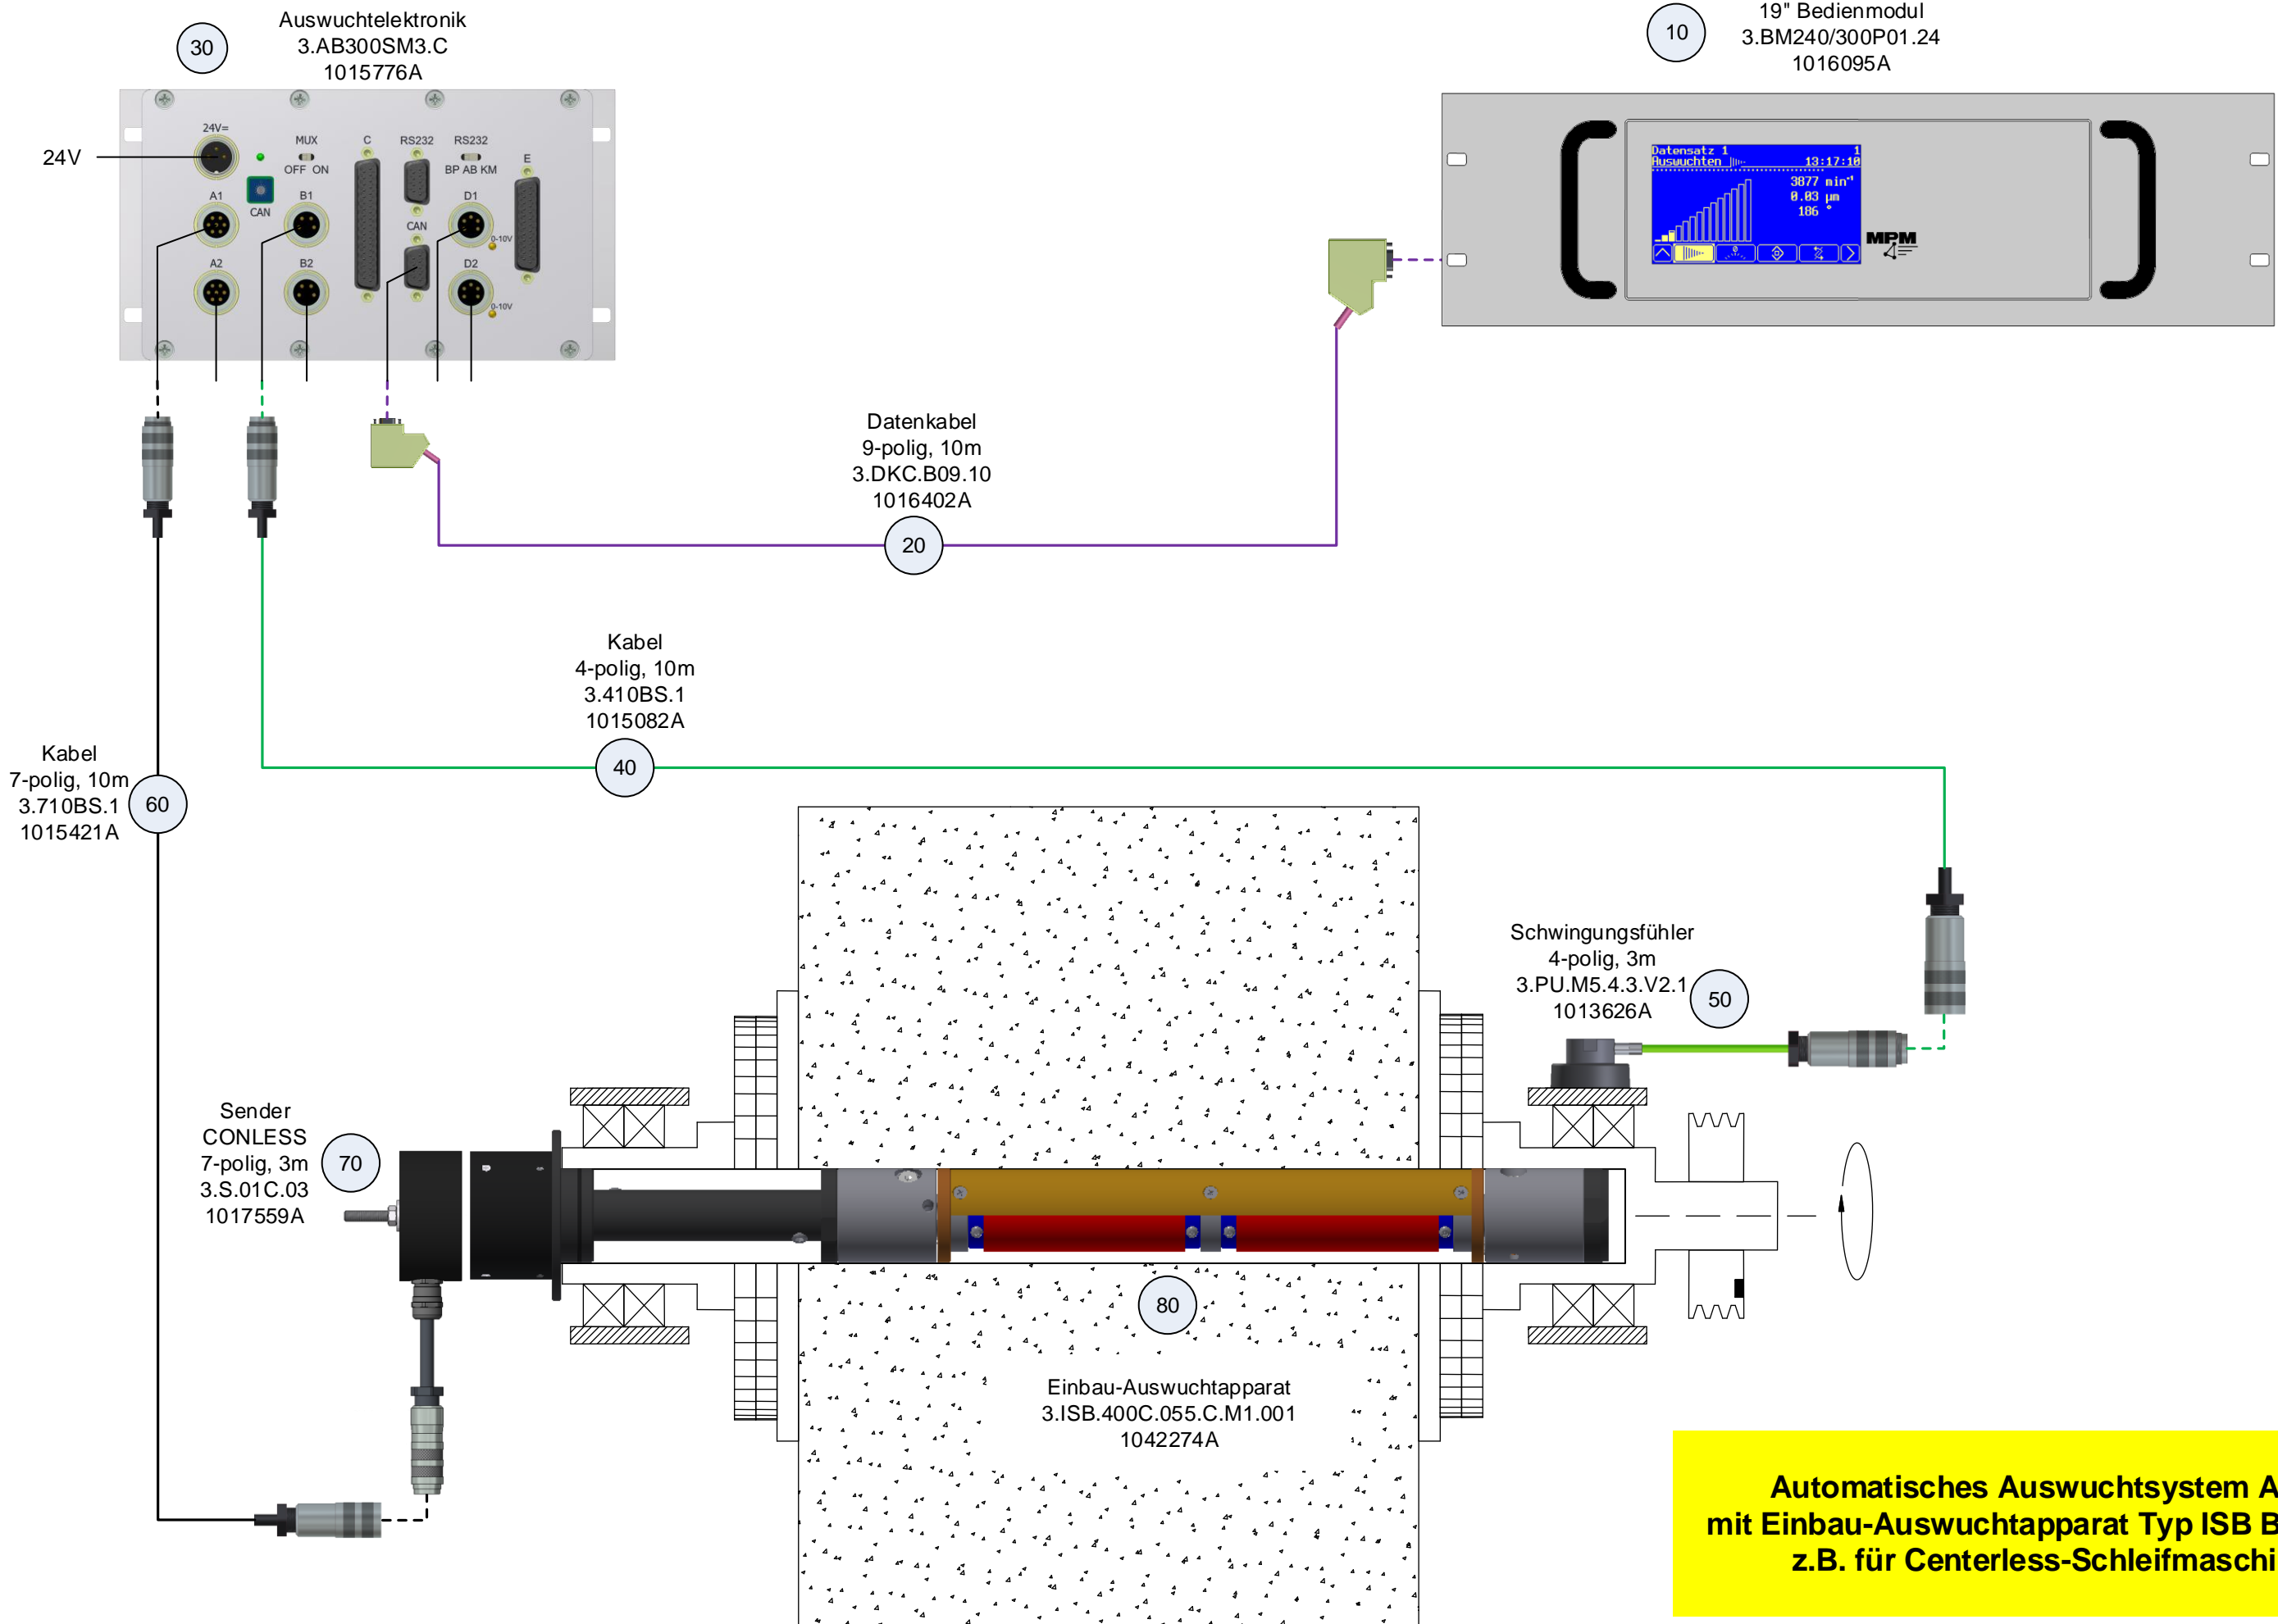 Auswuchtelektronik
3.AB300SM3.C
1015776A
30
19" Bedienmodul
3.BM240/300P01.24
1016095A
10
24V
24V=
MUX
OFF ON
C
RS232
RS232
BP AB KM
E
A1
CAN
B1
CAN
D1
0-10V
A2
B2
D2
0-10V
Datensatz 1 1
Auswuchten 13:17:10
3877 min⁻¹
0.03 µm
186 °
MPM
Datenkabel
9-polig, 10m
3.DKC.B09.10
1016402A
20
Kabel
4-polig, 10m
3.410BS.1
1015082A
40
Kabel
7-polig, 10m
3.710BS.1
1015421A
60
Schwingungsfühler
4-polig, 3m
3.PU.M5.4.3.V2.1
1013626A
50
Sender
CONLESS
7-polig, 3m
3.S.01C.03
1017559A
70
80
Einbau-Auswuchtapparat
3.ISB.400C.055.C.M1.001
1042274A
Automatisches Auswuchtsystem
mit Einbau-Auswuchtapparat Typ ISB
z.B. für